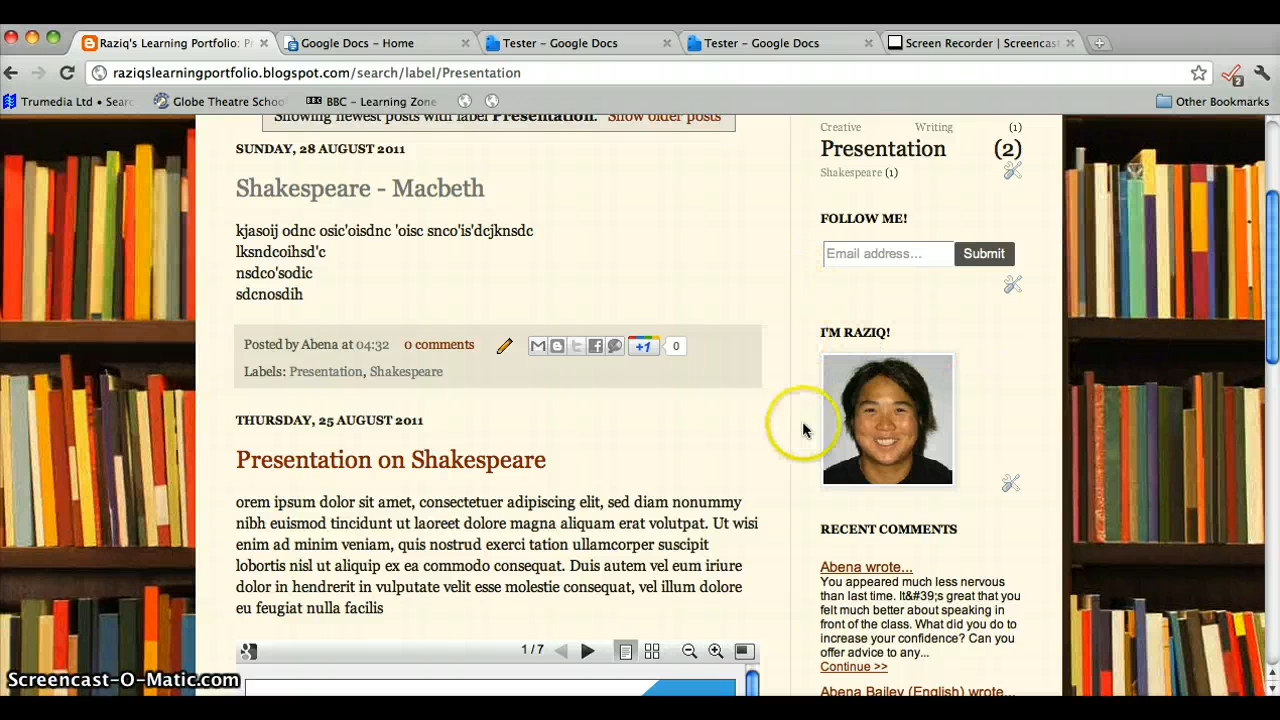 Raziq's Learning Portfolio: Pr
Google Docs - Home
Tester - Google Docs
Tester - Google Docs
Screen Recorder | Screencast
raziqslearningportfolio.blogspot.com/search/label/Presentation
2
Trumedia Ltd • Searc
Globe Theatre Schoo
BBC - Learning Zone
Other Bookmarks
Showing newest posts with label Presentation. Show older posts
SUNDAY, 28 AUGUST 2011
Shakespeare - Macbeth
kjasoij odnc osic'oisdnc 'oisc snco'is'dcjknsdc
lksndcoihsd'c
nsdco'sodic
sdcnosdih
Posted by Abena at 04:32 0 comments
+1 0
Labels: Presentation, Shakespeare
THURSDAY, 25 AUGUST 2011
Presentation on Shakespeare
orem ipsum dolor sit amet, consectetuer adipiscing elit, sed diam nonummy
nibh euismod tincidunt ut laoreet dolore magna aliquam erat volutpat. Ut wisi
enim ad minim veniam, quis nostrud exerci tation ullamcorper suscipit
lobortis nisl ut aliquip ex ea commodo consequat. Duis autem vel eum iriure
dolor in hendrerit in vulputate velit esse molestie consequat, vel illum dolore
eu feugiat nulla facilis
1 / 7
Creative Writing (1)
Presentation (2)
Shakespeare (1)
FOLLOW ME!
Email address... Submit
I'M RAZIQ!
RECENT COMMENTS
Abena wrote...
You appeared much less nervous
than last time. It&#39;s great that you
felt much better about speaking in
front of the class. What did you do to
increase your confidence? Can you
offer advice to any...
Continue >>
Abena Bailey (English) wrote...
Screencast-O-Matic.com